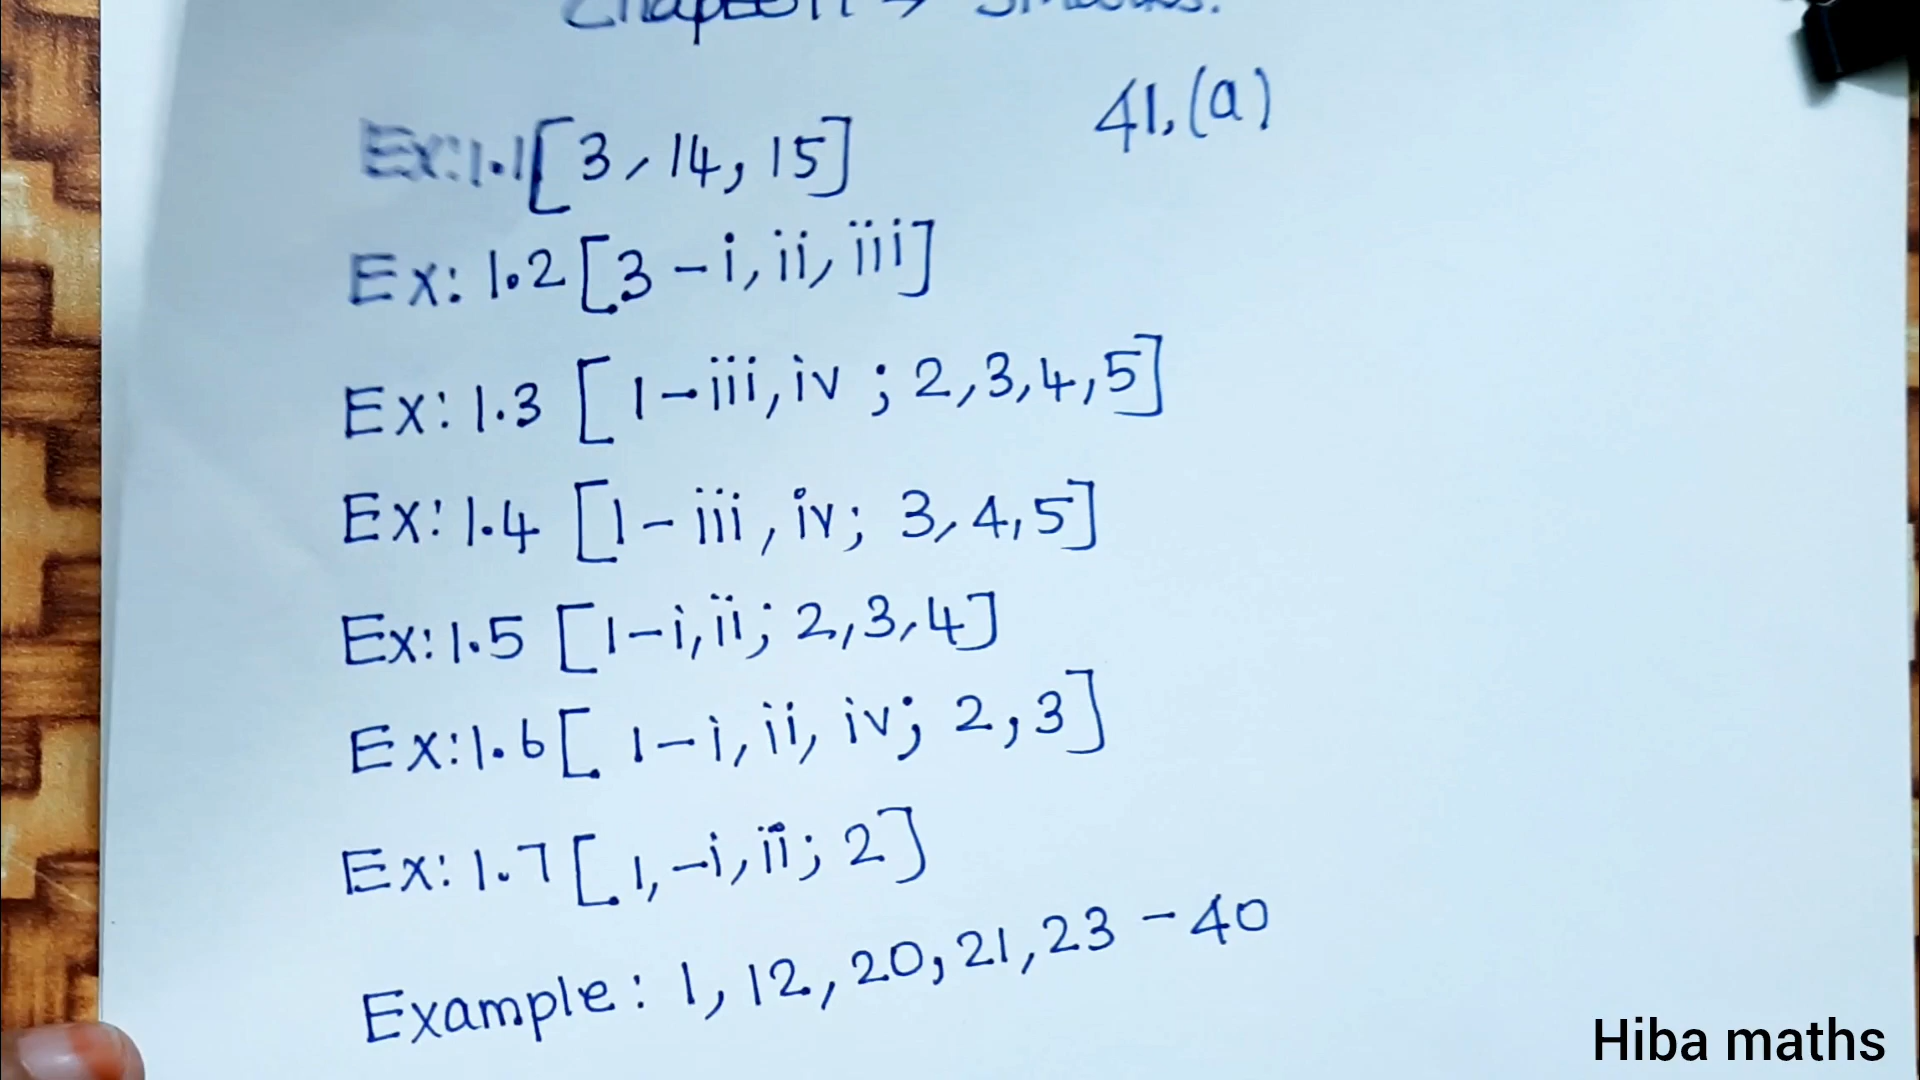 41, (a)
Ex: 1.1 [3, 14, 15]
Ex: 1.2 [3 - i, ii, iii]
Ex: 1.3 [1 - iii, iv ; 2, 3, 4, 5]
Ex: 1.4 [1 - iii, iv; 3, 4, 5]
Ex: 1.5 [1 - i, ii; 2, 3, 4]
Ex: 1.6 [1 - i, ii, iv; 2, 3]
Ex: 1.7 [1, - i, ii; 2]
Example : 1, 12, 20, 21, 23 - 40
Hiba maths